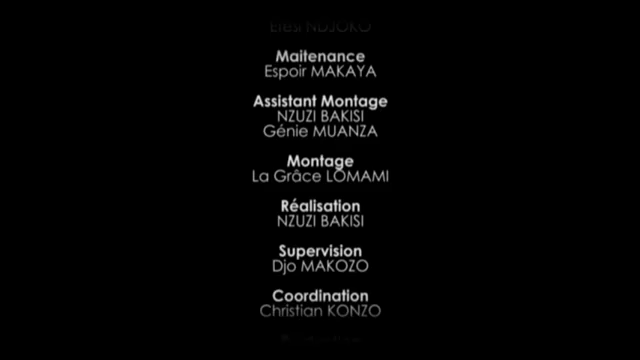 NDJOKO
Maitenance
Espoir MAKAYA
Assistant Montage
NZUZI BAKISI
Génie MUANZA
Montage
La Grâce LOMAMI
Réalisation
NZUZI BAKISI
Supervision
Djo MAKOZO
Coordination
Christian KONZO